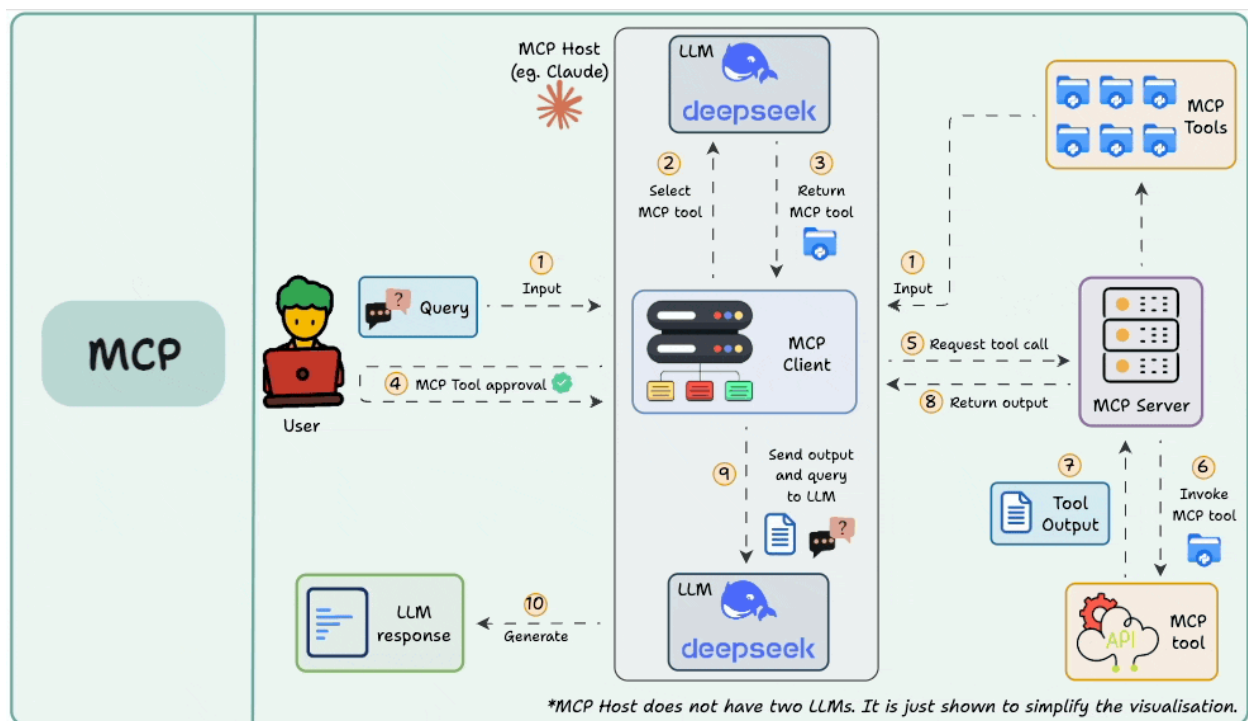 MCP
MCP Host
(eg. Claude)
LLM
deepseek
MCP
Tools
2
Select
MCP tool
3
Return
MCP tool
1
Input
?
Query
1
Input
MCP
Client
5
Request tool call
4
MCP Tool approval
8
Return output
MCP Server
User
9
Send output
and query
to LLM
?
7
Tool
Output
6
Invoke
MCP tool
LLM
deepseek
10
Generate
LLM
response
API
MCP
tool
*MCP Host does not have two LLMs. It is just shown to simplify the visualisation.